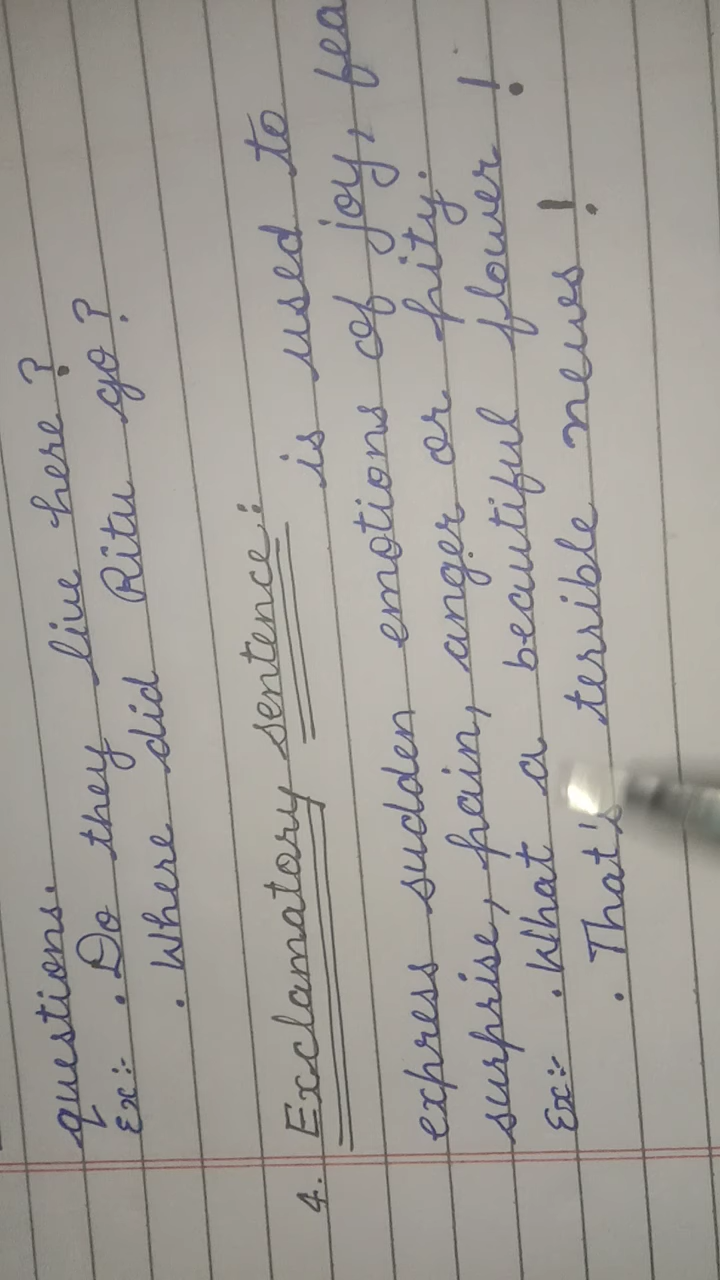 questions.
Ex:- . Do they live here?
. Where did Ritu go?
4. Exclamatory sentence: is used to
express sudden emotions of joy, fea
surprise, pain, anger or pity.
Ex:- . What a beautiful flower!
. That's terrible news!